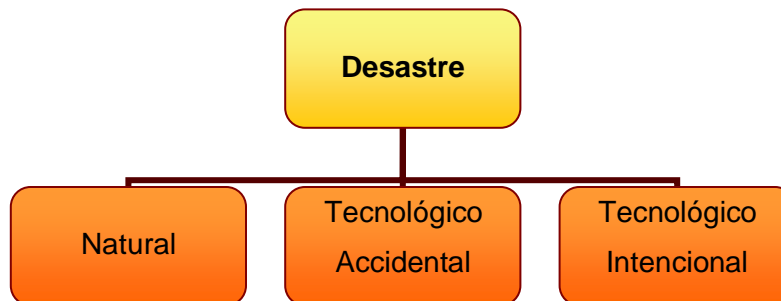 Desastre
Natural
Tecnológico
Accidental
Tecnológico
Intencional